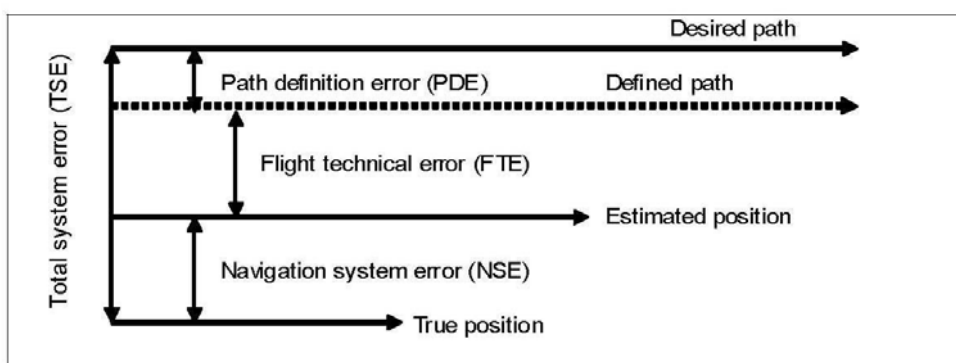 Desired path
Path definition error (PDE)
Defined path
Flight technical error (FTE)
Estimated position
Navigation system error (NSE)
True position
Total system error (TSE)